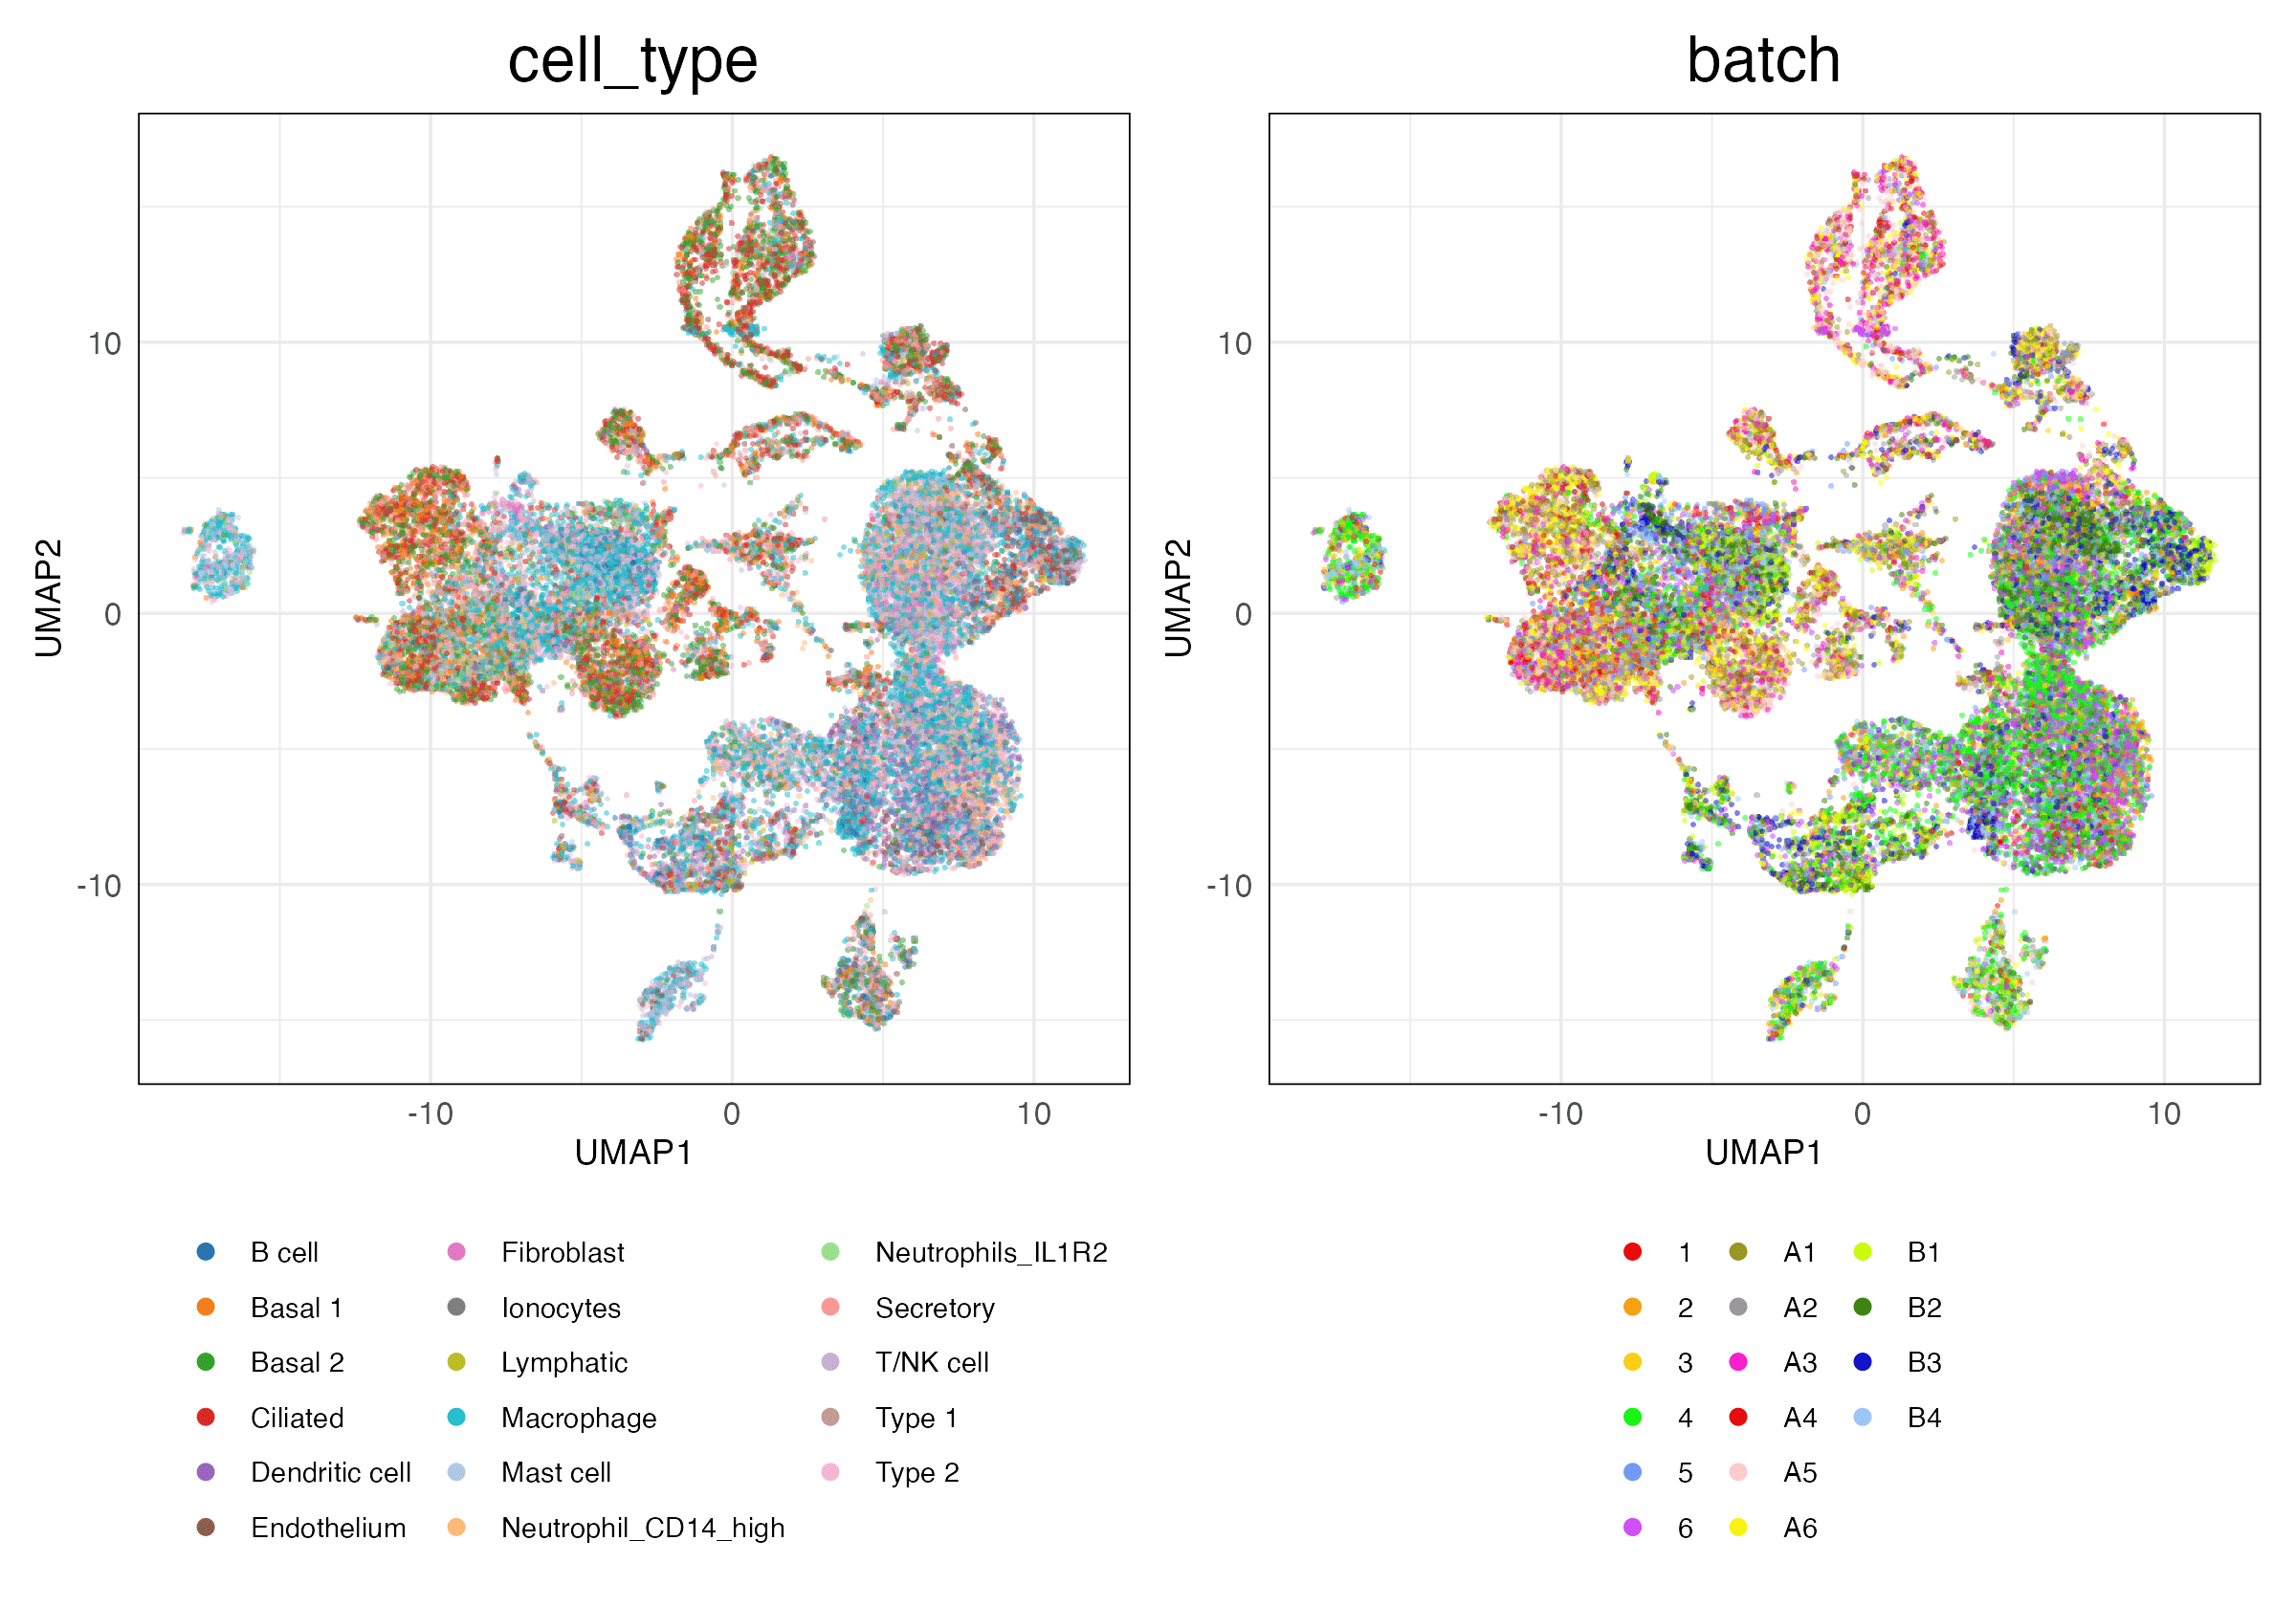 cell_type
batch
10
0
-10
UMAP2
-10
0
10
UMAP1
10
0
-10
UMAP2
-10
0
10
UMAP1
B cell
Basal 1
Basal 2
Ciliated
Dendritic cell
Endothelium
Fibroblast
Ionocytes
Lymphatic
Macrophage
Mast cell
Neutrophil_CD14_high
Neutrophils_IL1R2
Secretory
T/NK cell
Type 1
Type 2
1
2
3
4
5
6
A1
A2
A3
A4
A5
A6
B1
B2
B3
B4